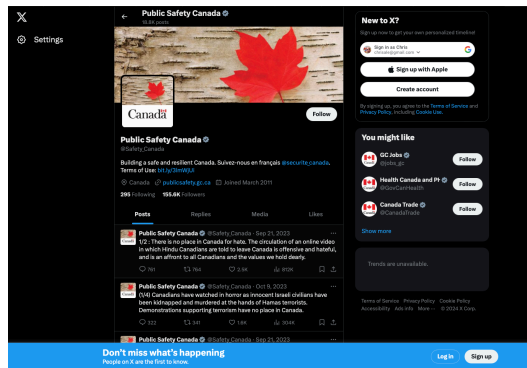 Public Safety Canada
18.8K posts
Settings
Canada
Follow
Public Safety Canada
@Safety_Canada
Building a safe and resilient Canada. Suivez-nous en français @securite_canada,
Terms of Use: bit.ly/3ImWjUI
Canada publicsafety.gc.ca Joined March 2011
295 Following 155.6K Followers
Posts Replies Media Likes
Public Safety Canada @Safety_Canada · Sep 21, 2023
1/2 : There is no place in Canada for hate. The circulation of an online video
in which Hindu Canadians are told to leave Canada is offensive and hateful,
and is an affront to all Canadians and the values we hold dearly.
761 764 2.9K 812K
Public Safety Canada @Safety_Canada · Oct 9, 2023
(1/4) Canadians have watched in horror as innocent Israeli civilians have
been kidnapped and murdered at the hands of Hamas terrorists.
Demonstrations supporting terrorism have no place in Canada.
322 341 1.8K 304K
Public Safety Canada @Safety_Canada · Sep 21, 2023
New to X?
Sign up now to get your own personalized timeline!
Sign in as Chris
Sign up with Apple
Create account
By signing up, you agree to the Terms of Service and
Privacy Policy, including Cookie Use.
You might like
GC Jobs
@jobs_gc
Follow
Health Canada and PH
@GovCanHealth
Follow
Canada Trade
@CanadaTrade
Follow
Show more
Trends are unavailable.
Terms of Service Privacy Policy Cookie Policy
Accessibility Ads info More ··· © 2024 X Corp.
Don't miss what's happening
People on X are the first to know.
Log in Sign up